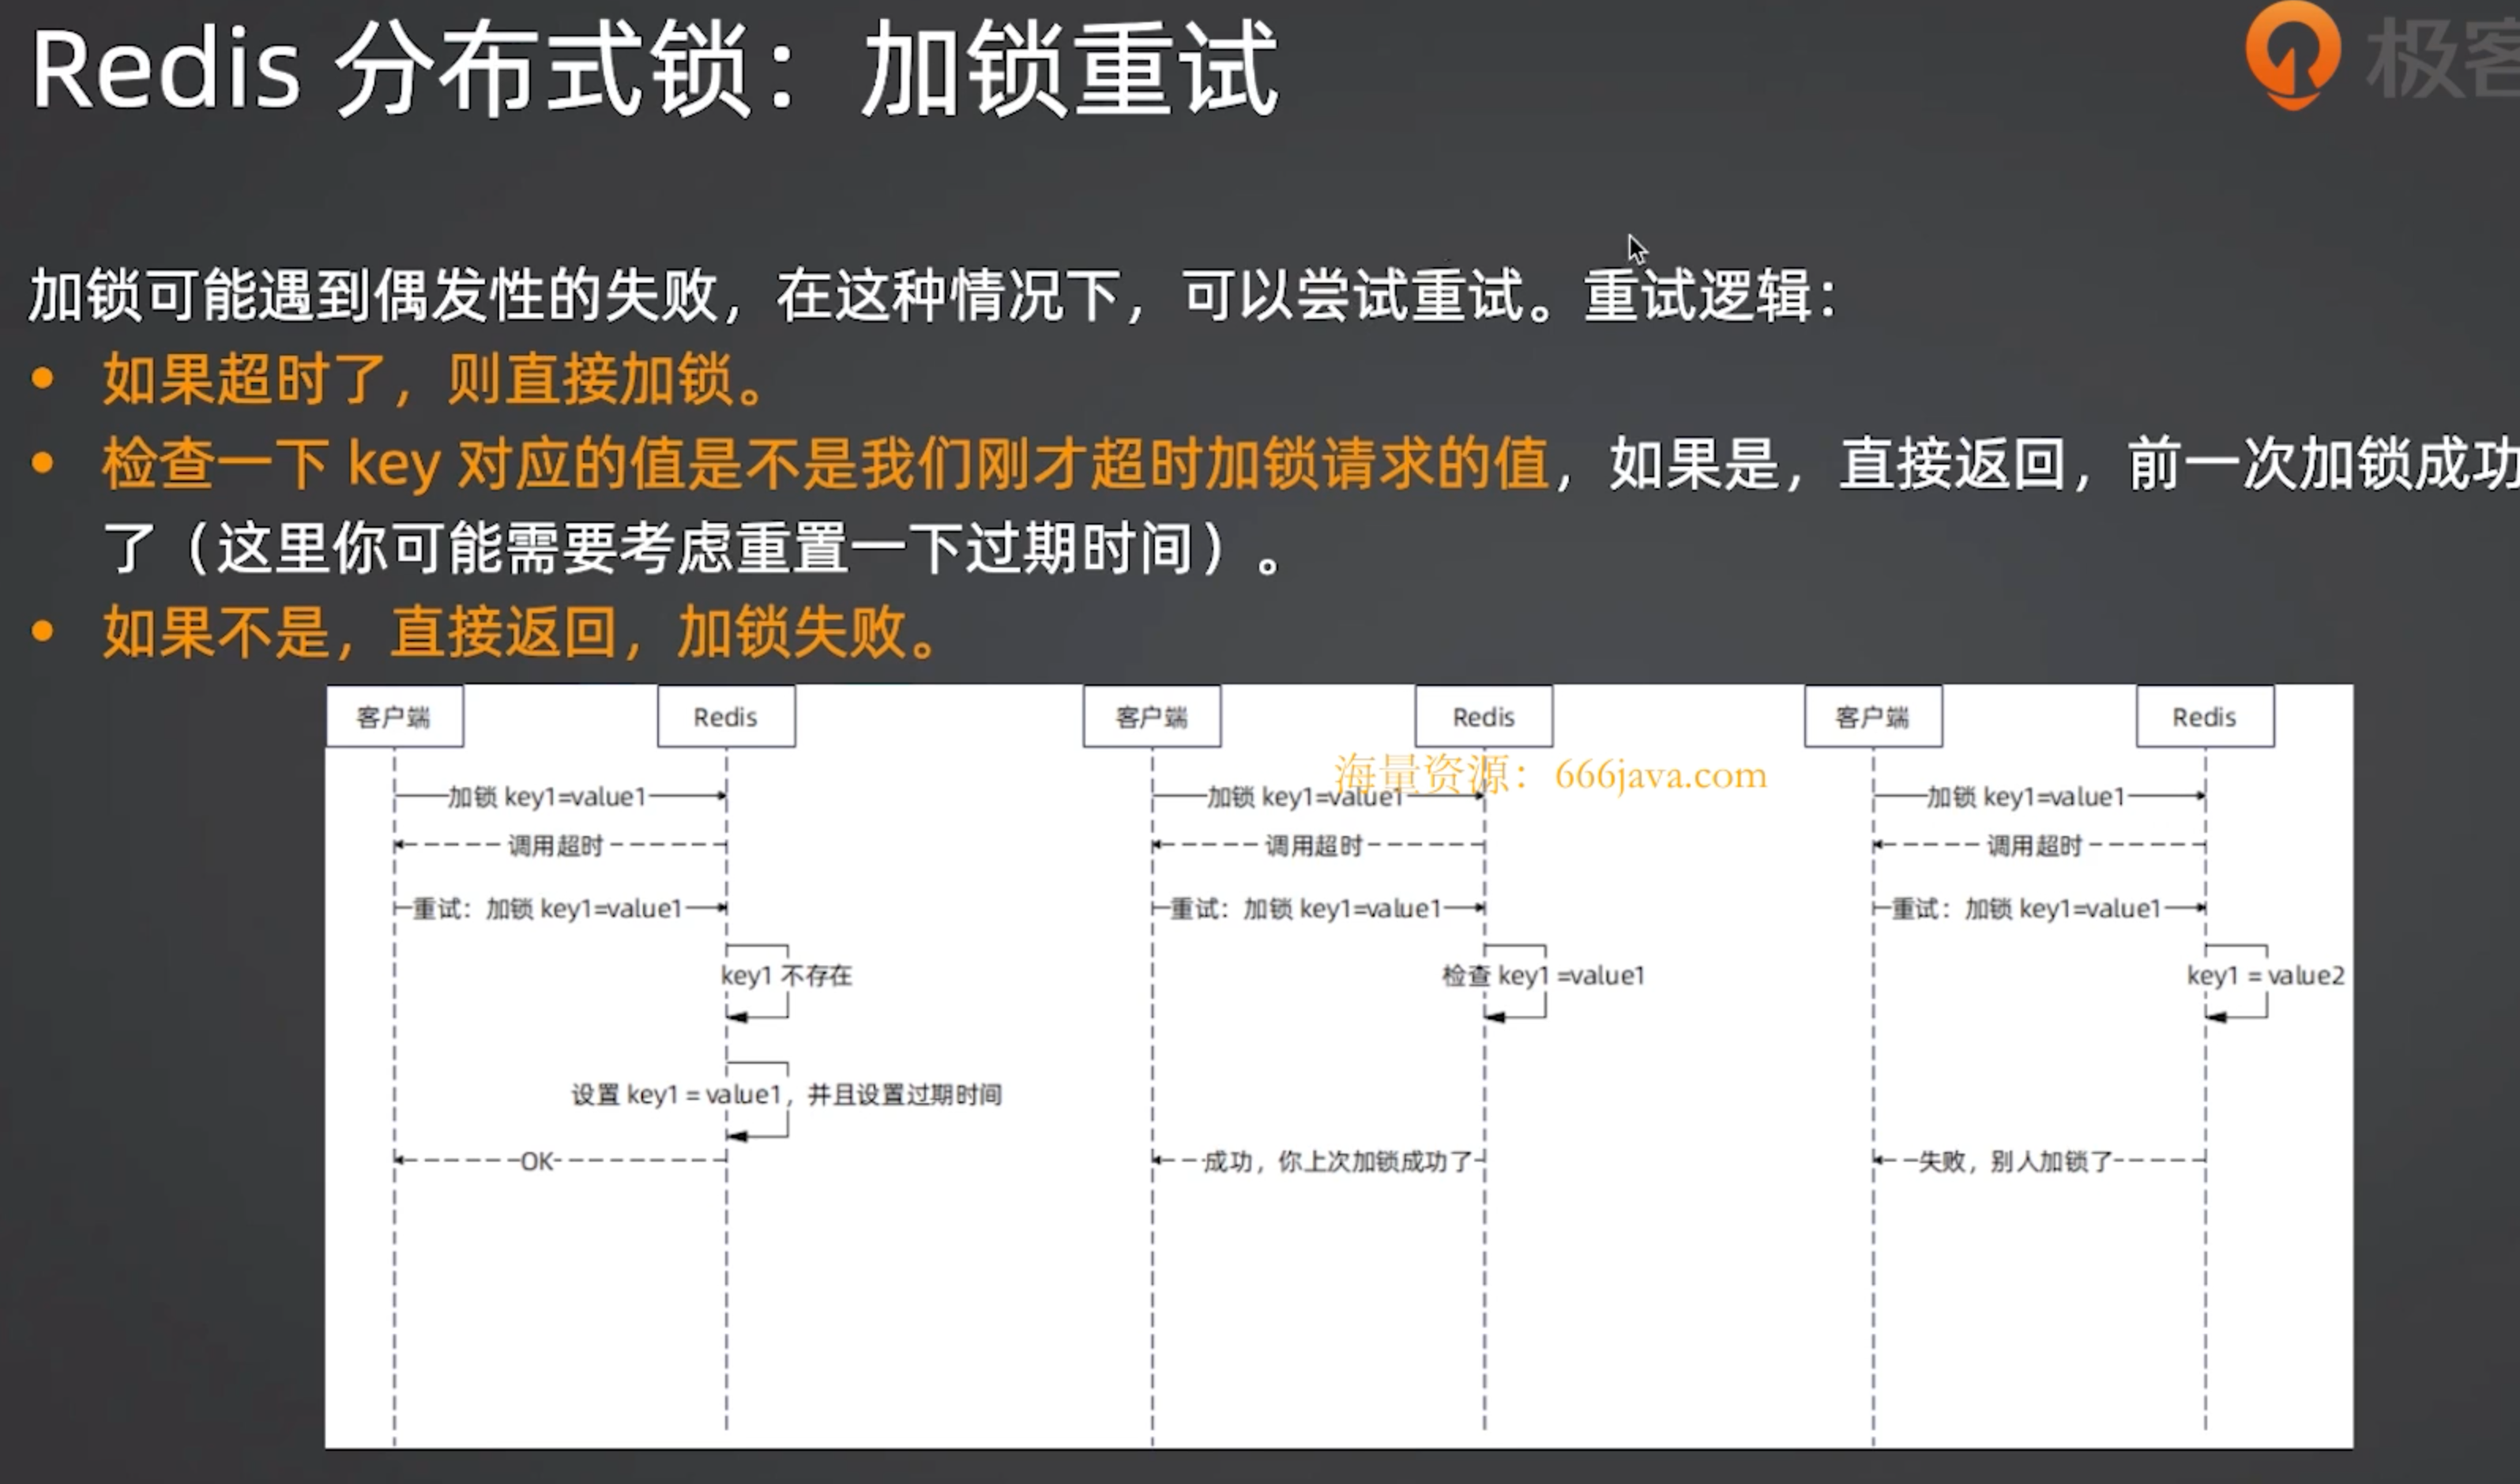 Redis 分布式锁：加锁重试
极客
加锁可能遇到偶发性的失败，在这种情况下，可以尝试重试。重试逻辑：
• 如果超时了，则直接加锁。
• 检查一下 key 对应的值是不是我们刚才超时加锁请求的值，如果是，直接返回，前一次加锁成功
了（这里你可能需要考虑重置一下过期时间）。
• 如果不是，直接返回，加锁失败。
客户端
Redis
加锁 key1=value1
调用超时
重试：加锁 key1=value1
key1 不存在
设置 key1 = value1，并且设置过期时间
OK
客户端
Redis
海量资源：666java.com
加锁 key1=value1
调用超时
重试：加锁 key1=value1
检查 key1 =value1
成功，你上次加锁成功了
客户端
Redis
加锁 key1=value1
调用超时
重试：加锁 key1=value1
key1 = value2
失败，别人加锁了